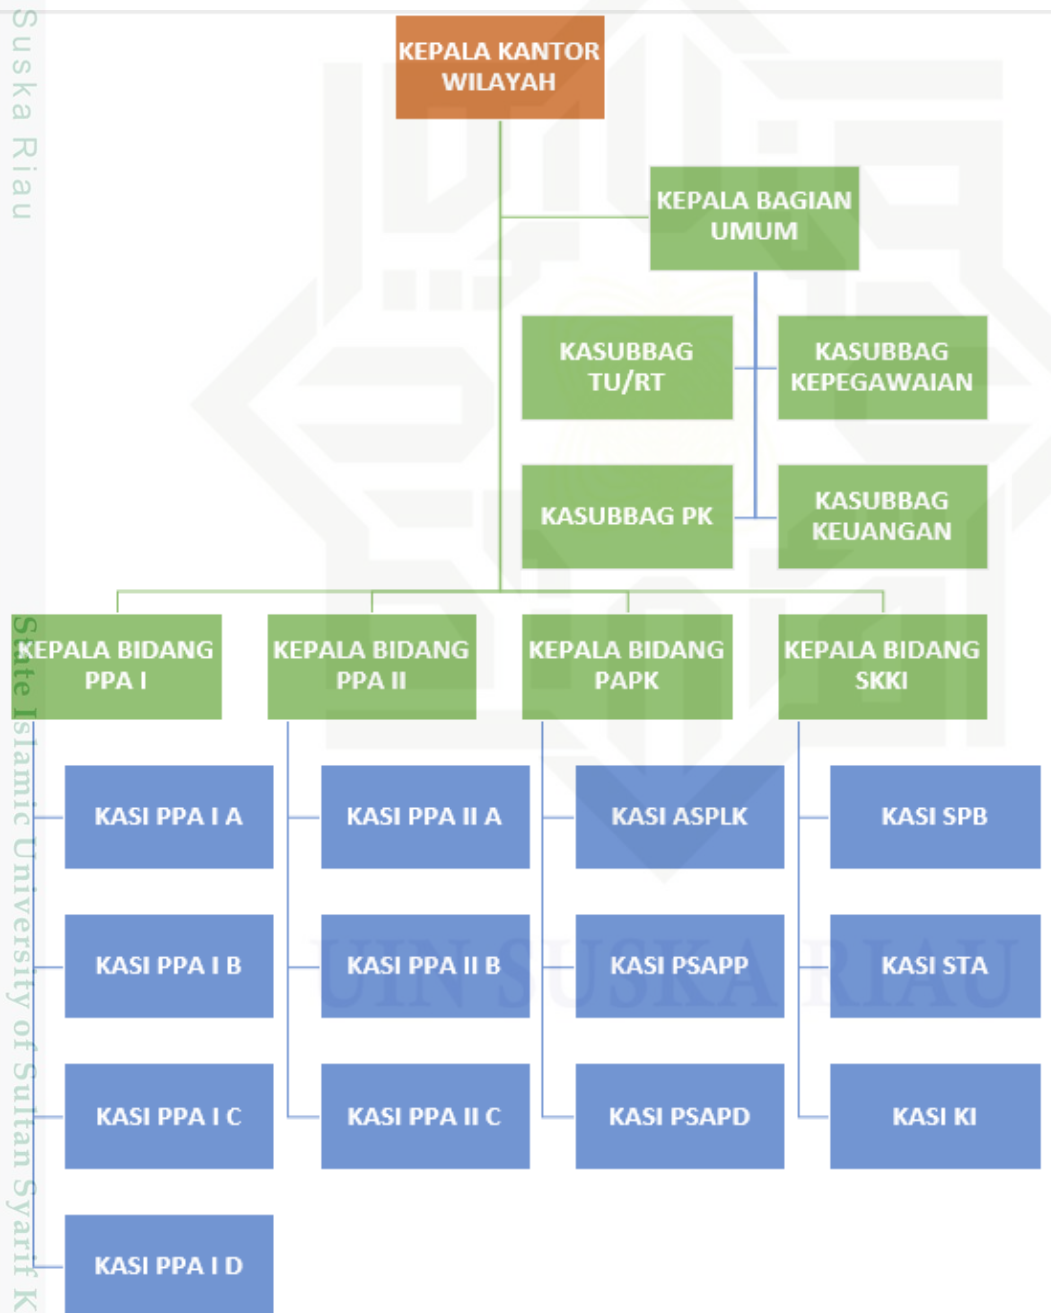 Suska Riau
KEPALA KANTOR
WILAYAH
KEPALA BAGIAN
UMUM
KASUBBAG
TU/RT
KASUBBAG
KEPEGAWAIAN
KASUBBAG PK
KASUBBAG
KEUANGAN
KEPALA BIDANG
PPA I
KEPALA BIDANG
PPA II
KEPALA BIDANG
PAPK
KEPALA BIDANG
SKKI
KASI PPA I A
KASI PPA II A
KASI ASPLK
KASI SPB
KASI PPA I B
KASI PPA II B
KASI PSAPP
KASI STA
KASI PPA I C
KASI PPA II C
KASI PSAPD
KASI KI
KASI PPA I D
State Islamic University of Sultan Syarif K
UIN SUSKA RIAU